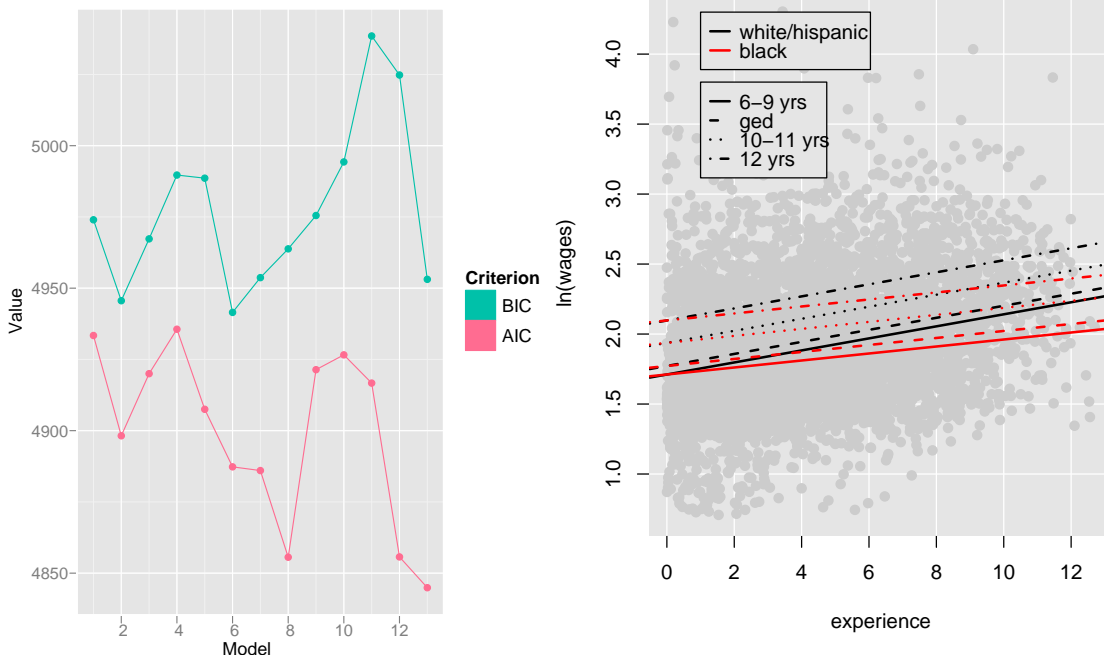 5000
4950
4900
4850
Value
2 4 6 8 10 12
Model
Criterion
BIC
AIC
white/hispanic
black
6−9 yrs
ged
10−11 yrs
12 yrs
4.0
3.5
3.0
2.5
2.0
1.5
1.0
ln(wages)
0 2 4 6 8 10 12
experience